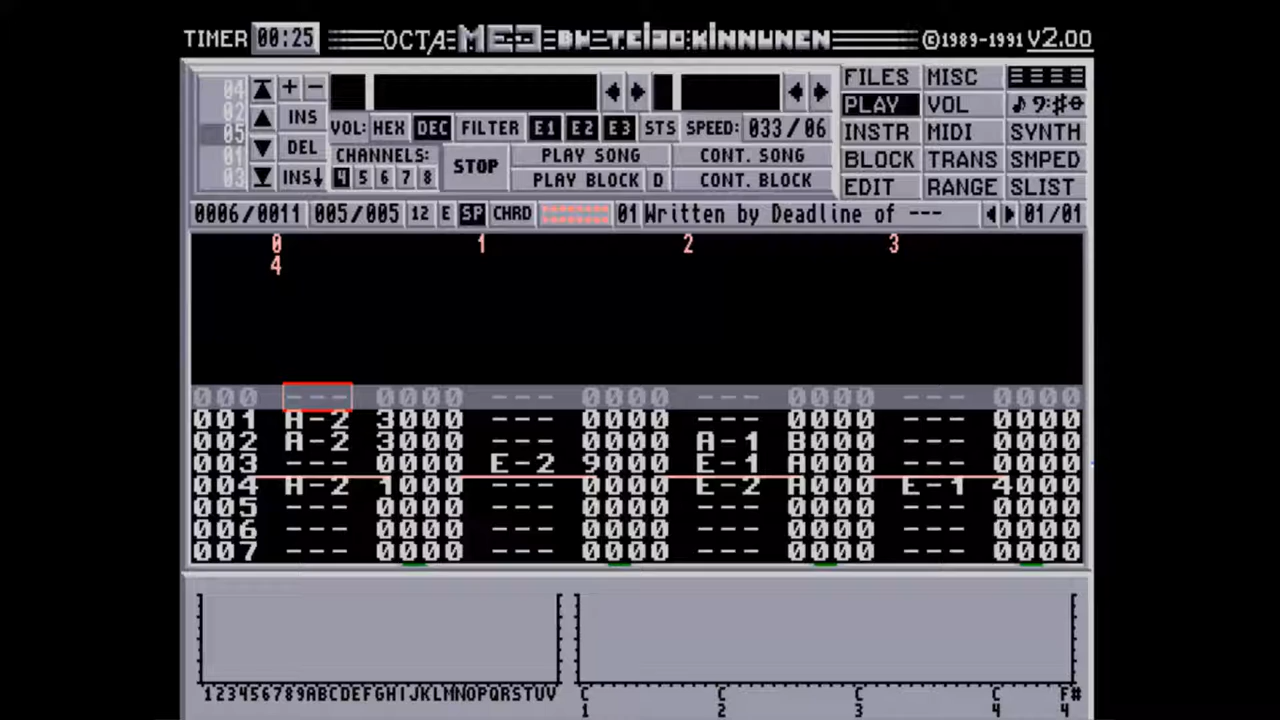 TIMER 00:25 OCTAMED BY TEIJO KINNUNEN ©1989-1991 V2.00
04 + - FILES MISC
02 INS PLAY VOL
05 VOL: HEX DEC FILTER E1 E2 E3 STS SPEED: 033/06 INSTR MIDI SYNTH
01 DEL CHANNELS: STOP PLAY SONG CONT. SONG BLOCK TRANS SMPED
03 INS↓ 4 5 6 7 8 PLAY BLOCK D CONT. BLOCK EDIT RANGE SLIST
0006/0011 005/005 12 E SP CHRD 01 Written by Deadline of --- 01/01
0 1 2 3
4
000 --- 0000 --- 0000 --- 0000 --- 0000
001 A-2 3000 --- 0000 --- 0000 --- 0000
002 A-2 3000 --- 0000 A-1 B000 --- 0000
003 --- 0000 E-2 9000 E-1 A000 --- 0000
004 A-2 1000 --- 0000 E-2 A000 E-1 4000
005 --- 0000 --- 0000 --- 0000 --- 0000
006 --- 0000 --- 0000 --- 0000 --- 0000
007 --- 0000 --- 0000 --- 0000 --- 0000
123456789ABCDEFGHIJKLMNOPQRSTUV C C C C F#
1 2 3 4 4